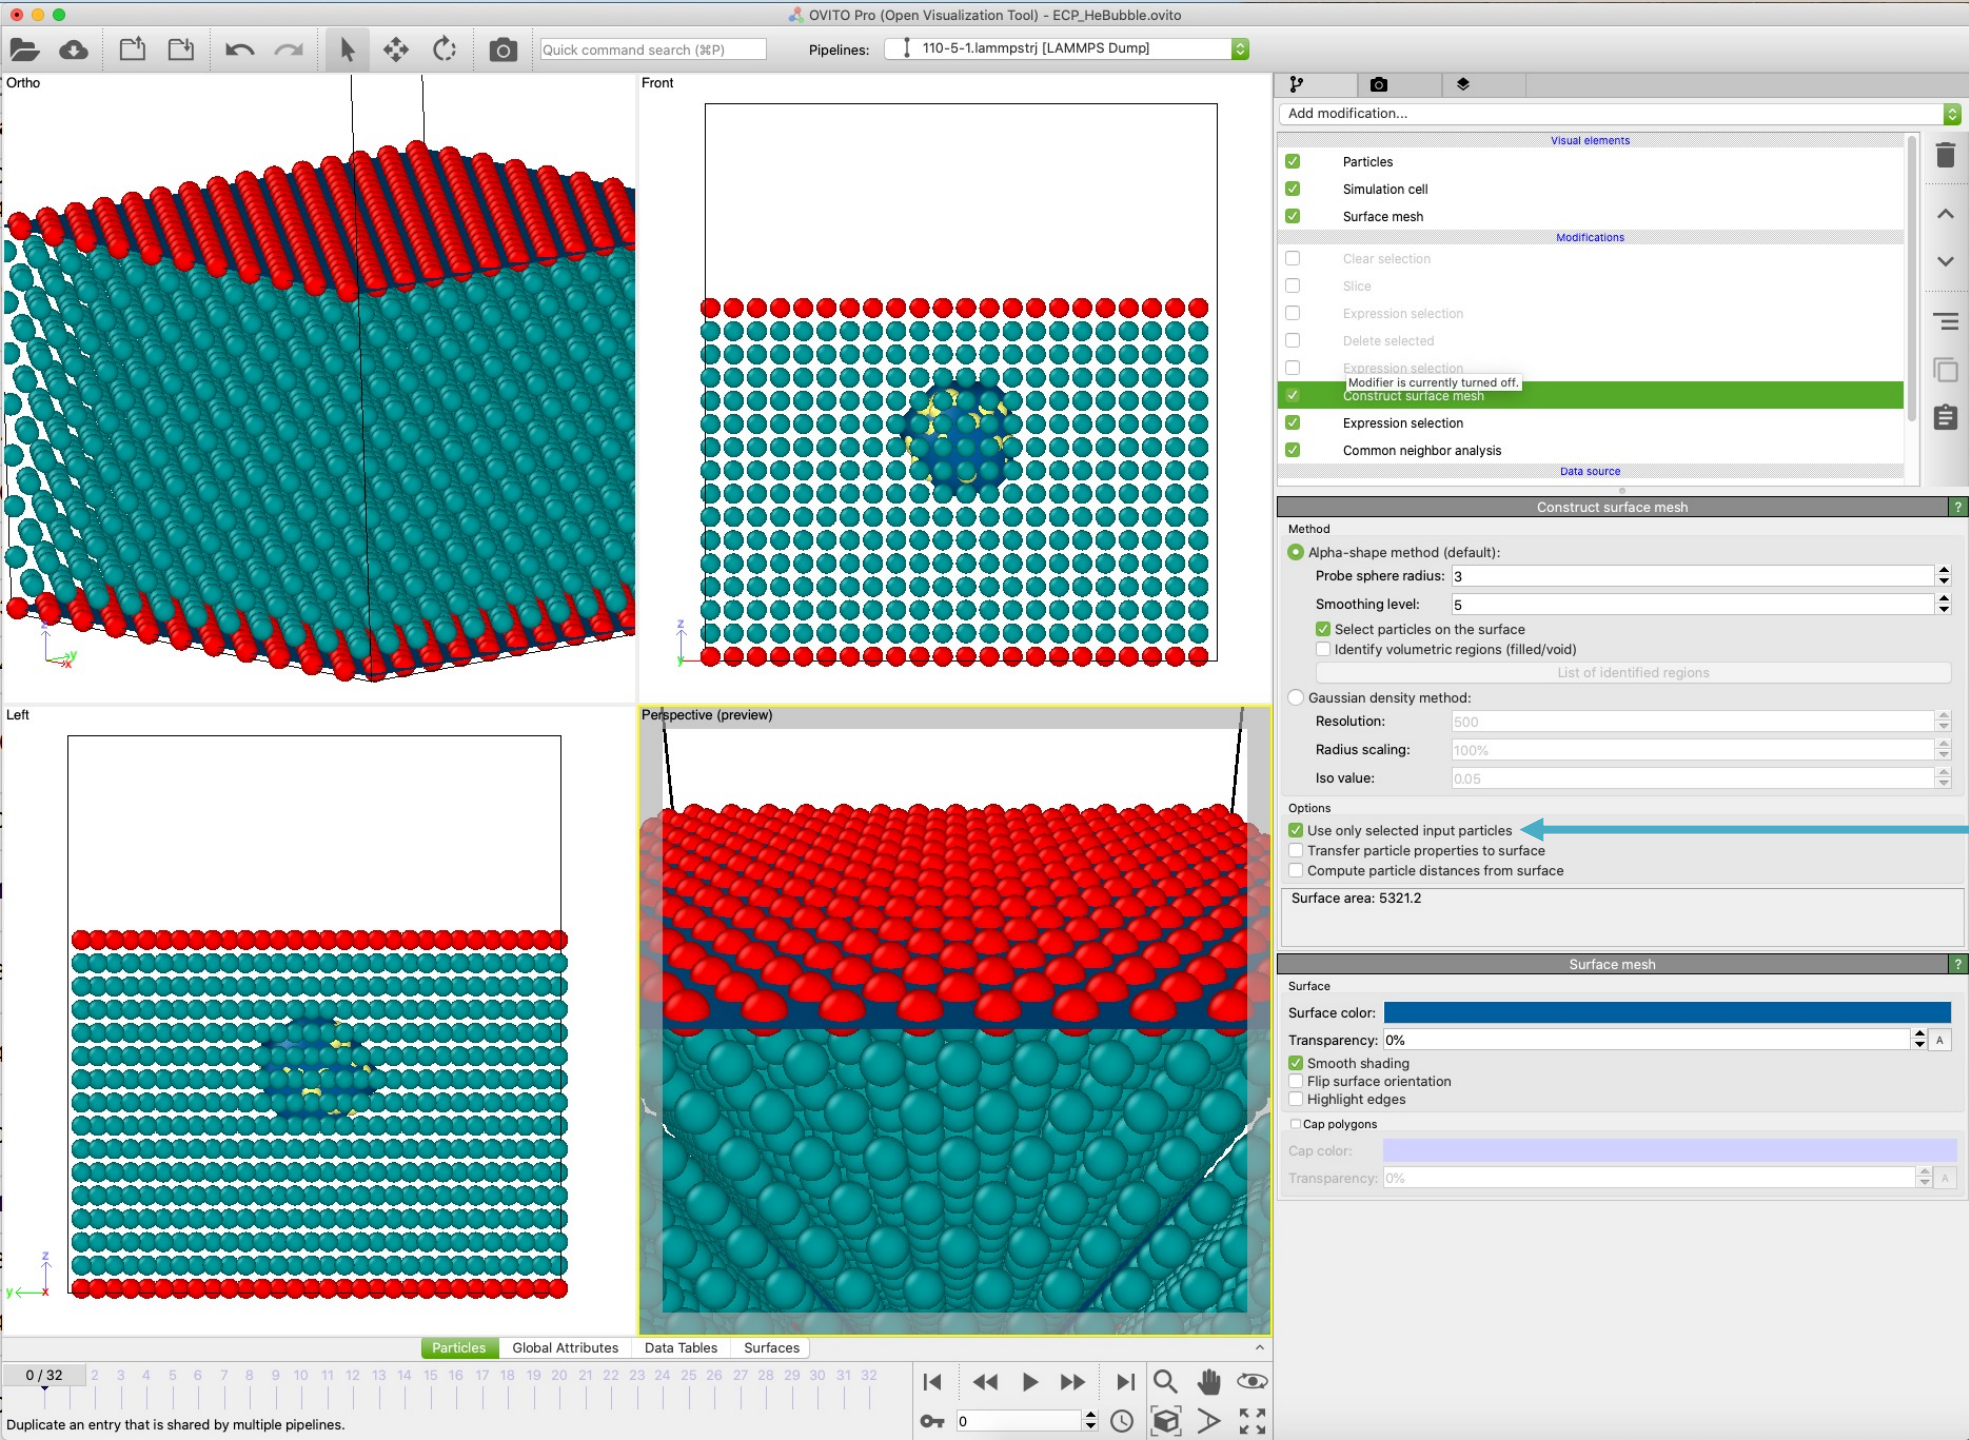 OVITO Pro (Open Visualization Tool) - ECP_HeBubble.ovito
Quick command search (⌘P)
Pipelines:
110-5-1.lammpstrj [LAMMPS Dump]
Ortho
Front
Left
Perspective (preview)
z
y
x
z
y
z
y
x
Add modification...
Visual elements
Particles
Simulation cell
Surface mesh
Modifications
Clear selection
Slice
Expression selection
Delete selected
Expression selection
Modifier is currently turned off.
Construct surface mesh
Expression selection
Common neighbor analysis
Data source
Construct surface mesh
?
Method
Alpha-shape method (default):
Probe sphere radius: 3
Smoothing level: 5
Select particles on the surface
Identify volumetric regions (filled/void)
List of identified regions
Gaussian density method:
Resolution: 500
Radius scaling: 100%
Iso value: 0.05
Options
Use only selected input particles
Transfer particle properties to surface
Compute particle distances from surface
Surface area: 5321.2
Surface mesh
?
Surface
Surface color:
Transparency: 0%
A
Smooth shading
Flip surface orientation
Highlight edges
Cap polygons
Cap color:
Transparency: 0%
A
Particles Global Attributes Data Tables Surfaces
0 / 32 2 3 4 5 6 7 8 9 10 11 12 13 14 15 16 17 18 19 20 21 22 23 24 25 26 27 28 29 30 31 32
0
Duplicate an entry that is shared by multiple pipelines.